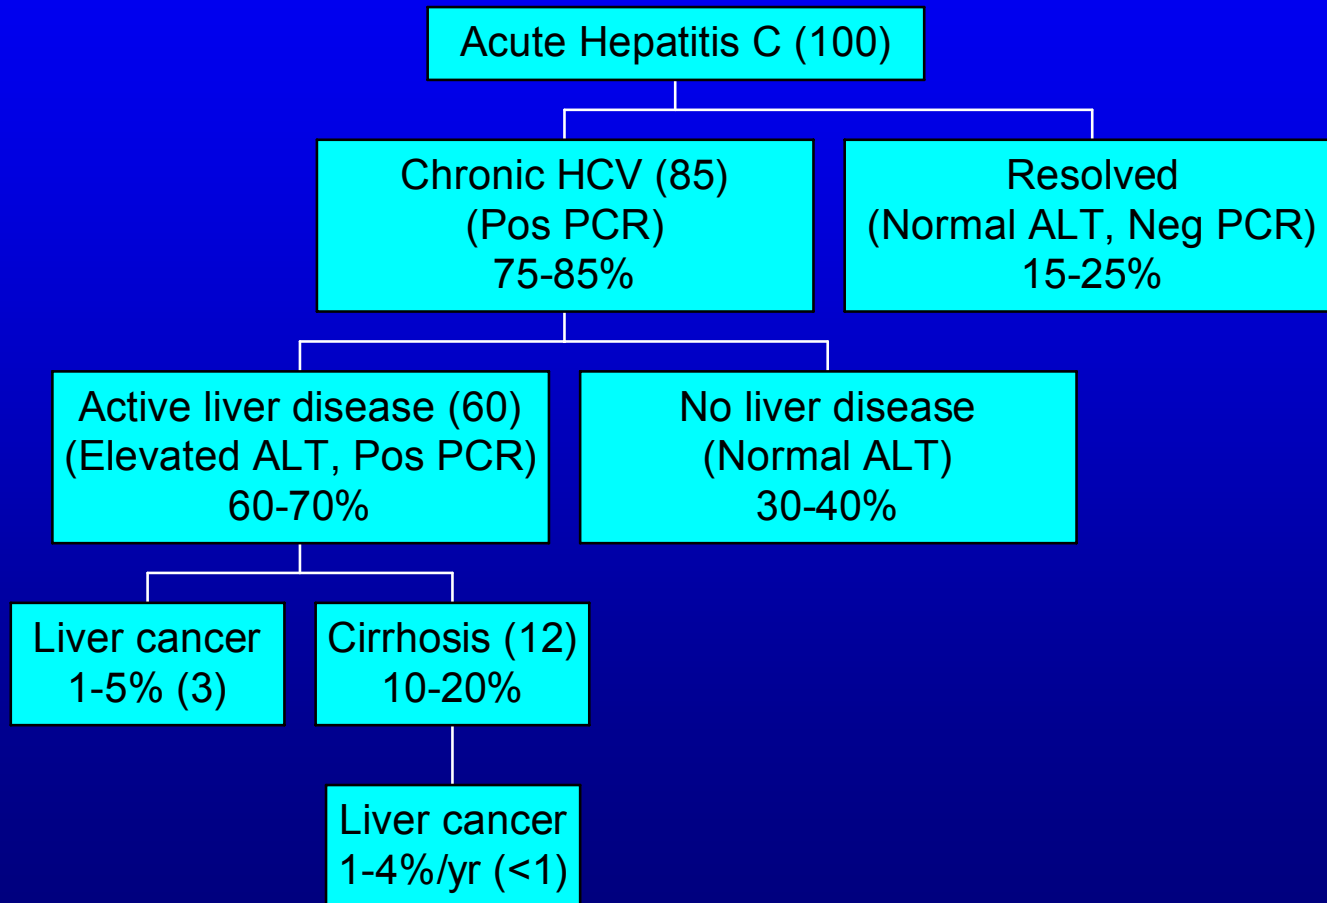 Acute Hepatitis C (100)
Chronic HCV (85)
(Pos PCR)
75-85%
Resolved
(Normal ALT, Neg PCR)
15-25%
Active liver disease (60)
(Elevated ALT, Pos PCR)
60-70%
No liver disease
(Normal ALT)
30-40%
Liver cancer
1-5% (3)
Cirrhosis (12)
10-20%
Liver cancer
1-4%/yr (<1)